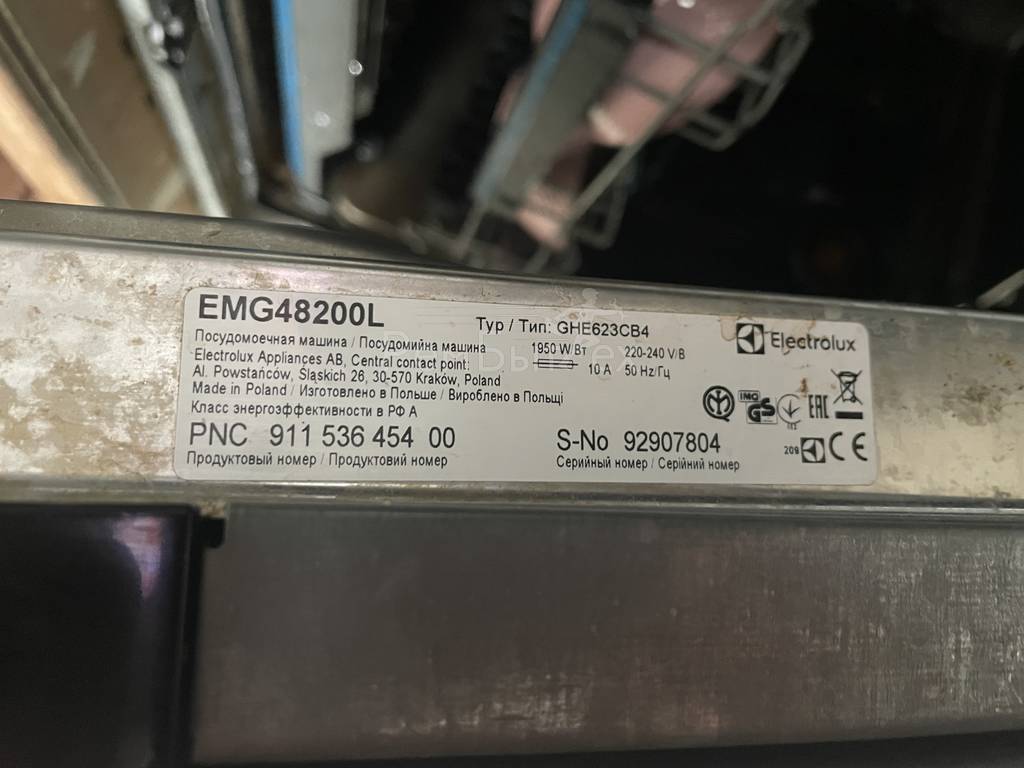 EMG48200L
Typ / Тип: GHE623CB4
Electrolux
Посудомоечная машина / Посудомийна машина
1950 W/Вт 220-240 V/В
Electrolux Appliances AB, Central contact point:
10 A 50 Hz/Гц
Al. Powstańców, Śląskich 26, 30-570 Kraków, Poland
Made in Poland / Изготовлено в Польше / Вироблено в Польщі
Класс энергоэффективности в РФ А
IMQ GS EAC
PNC 911 536 454 00
S-No 92907804
CE
Продуктовый номер / Продуктовий номер
Серийный номер / Серійний номер